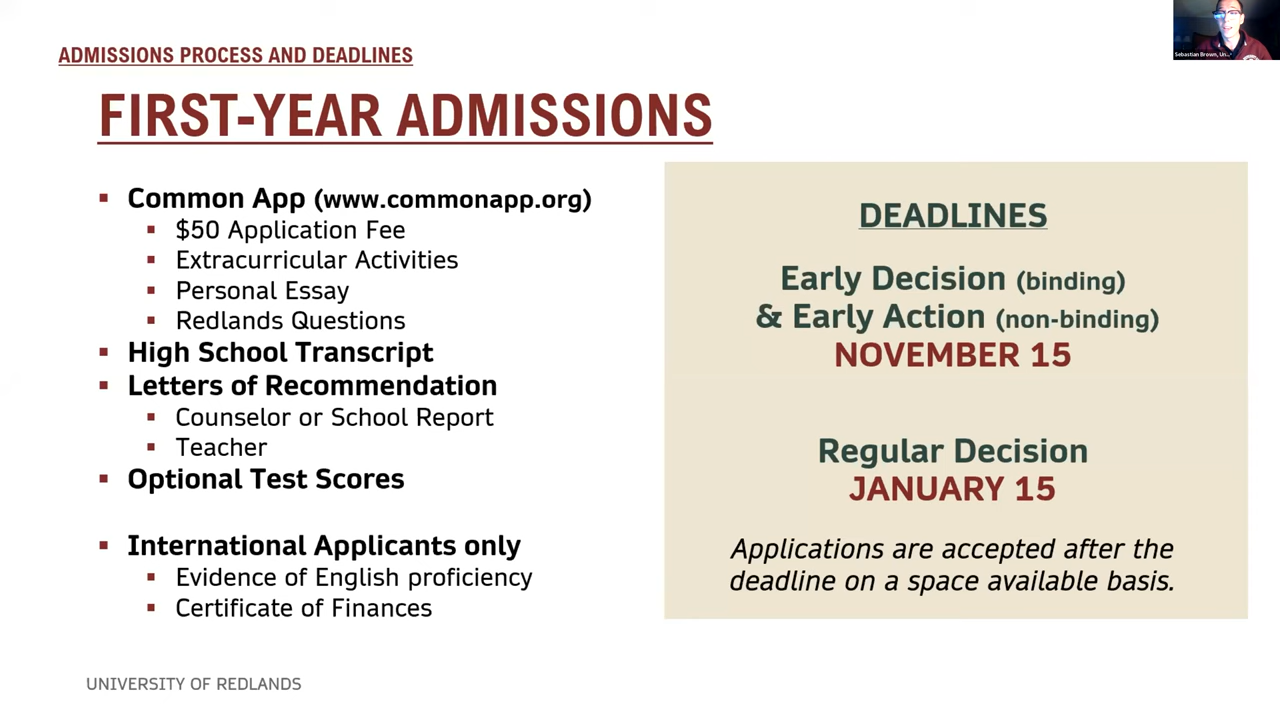 ADMISSIONS PROCESS AND DEADLINES
FIRST-YEAR ADMISSIONS
Common App (www.commonapp.org)
$50 Application Fee
Extracurricular Activities
Personal Essay
Redlands Questions
High School Transcript
Letters of Recommendation
Counselor or School Report
Teacher
Optional Test Scores
International Applicants only
Evidence of English proficiency
Certificate of Finances
DEADLINES
Early Decision (binding)
& Early Action (non-binding)
NOVEMBER 15
Regular Decision
JANUARY 15
Applications are accepted after the
deadline on a space available basis.
UNIVERSITY OF REDLANDS
Sebastian Brown, Un...